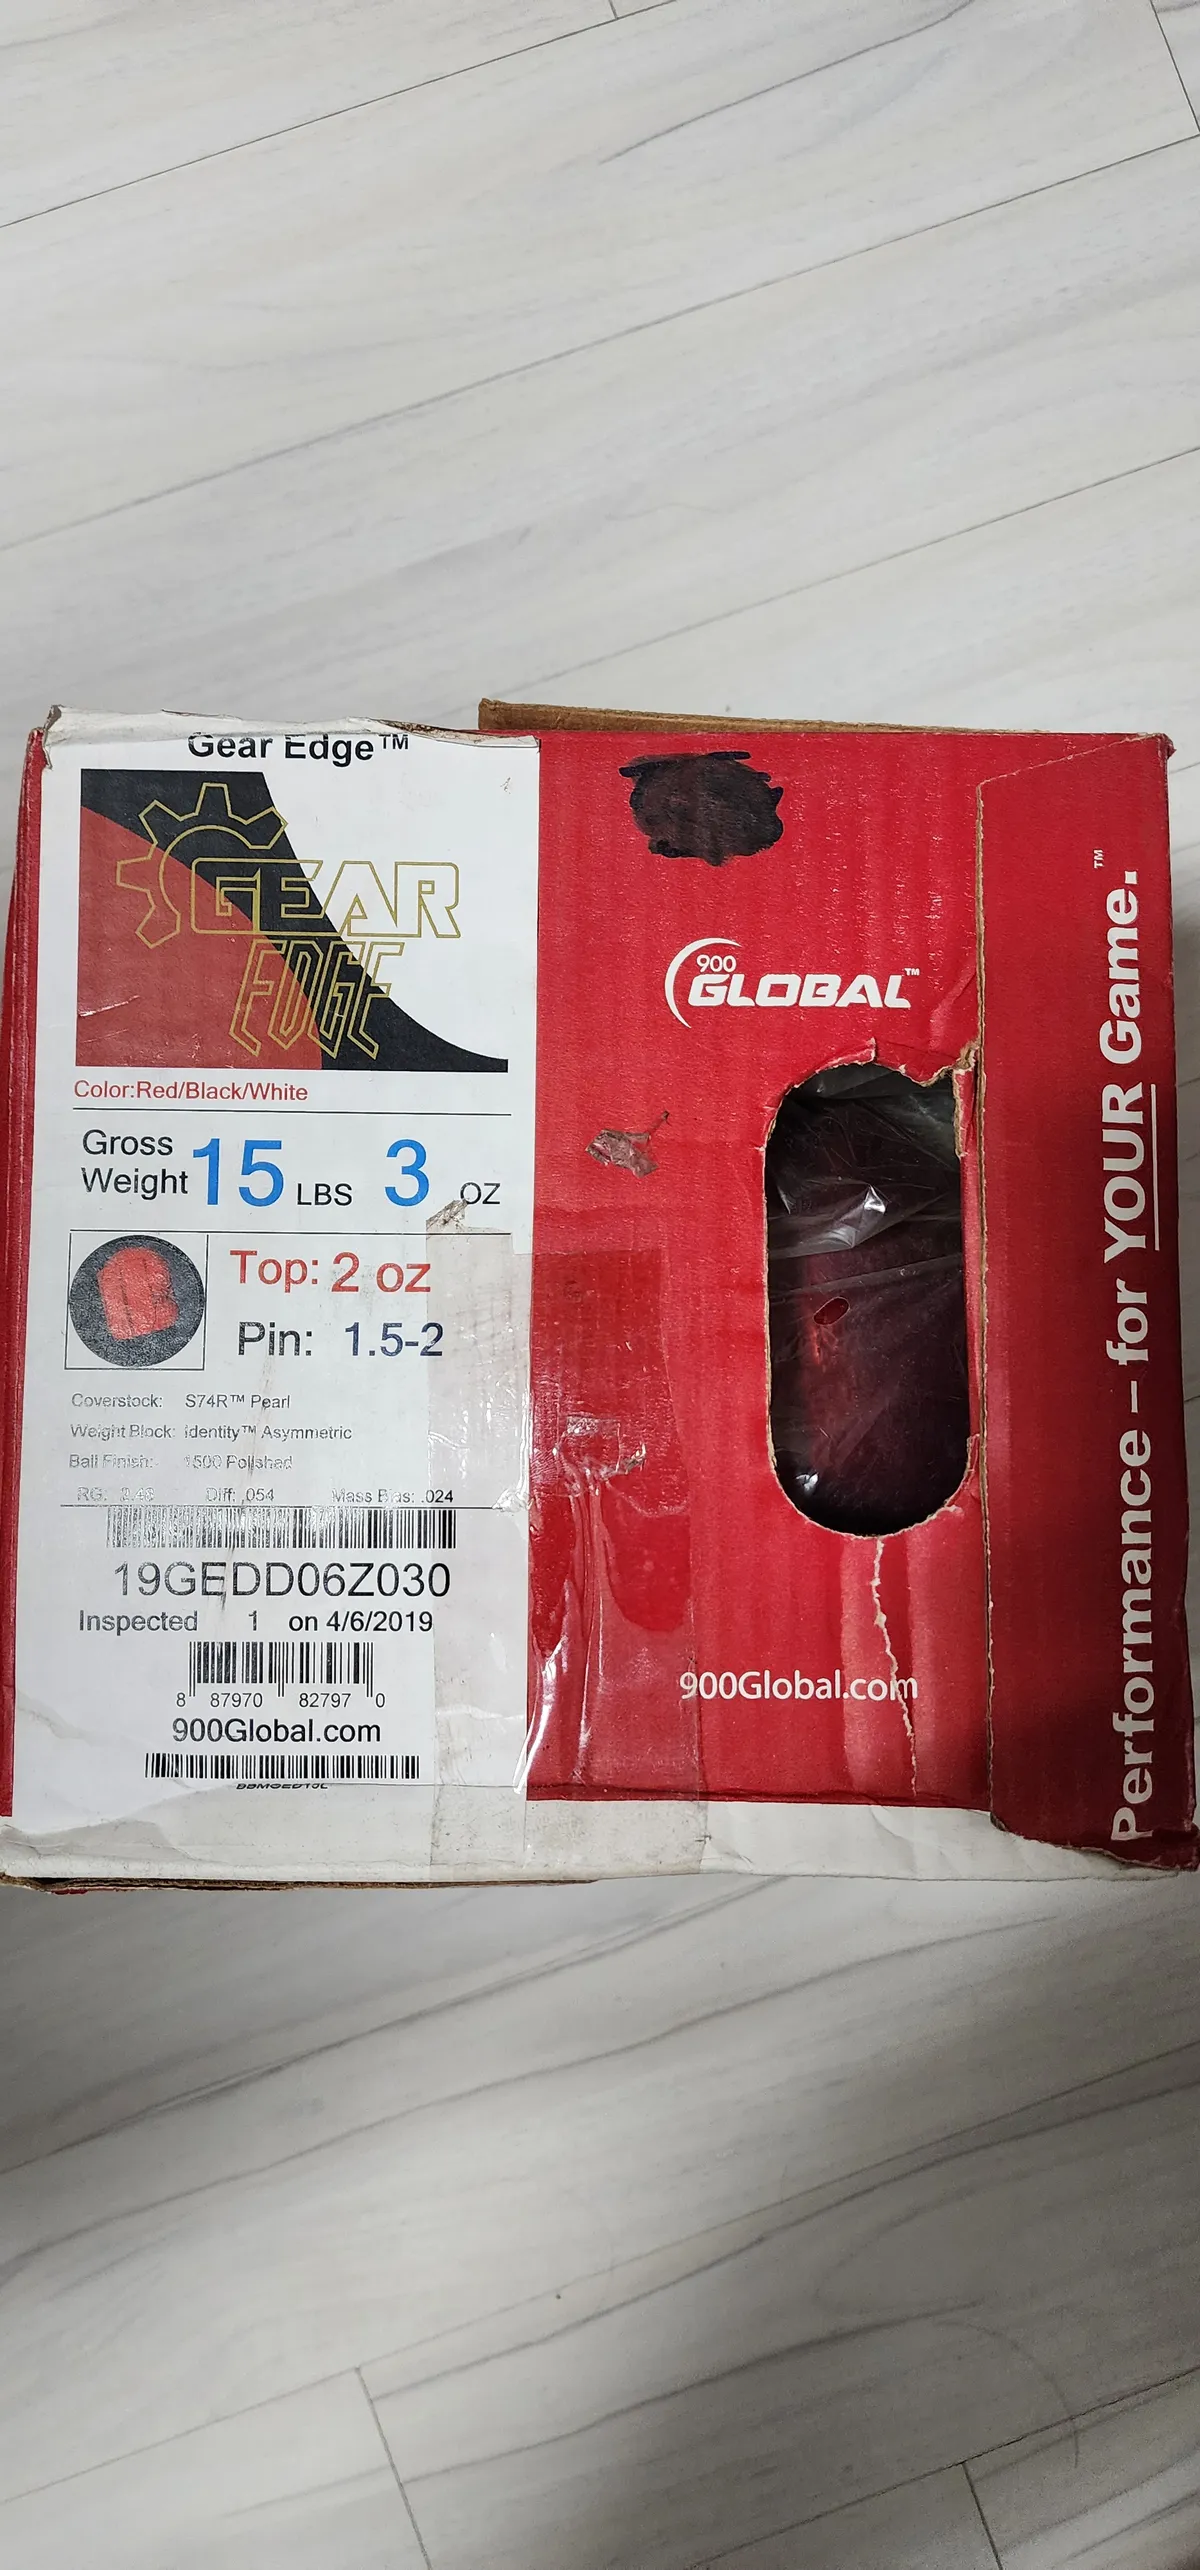 Gear Edge™
GEAR
EDGE
Color:Red/Black/White
Gross
Weight 15 LBS 3 OZ
Top: 2 oz
Pin: 1.5-2
Coverstock: S74R™ Pearl
Weight Block: Identity™ Asymmetric
Ball Finish: 1500 Polished
RG: Diff: .054 Mass Bias: .024
19GEDD06Z030
Inspected 1 on 4/6/2019
8 87970 82797 0
900Global.com
900
GLOBAL™
900Global.com
Performance – for YOUR Game.™